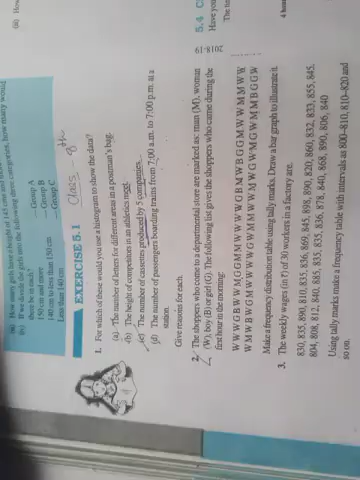 (a) How many girls have a height of 145 cm and more?
(b) If we divide the girls into the following three categories, how many would
there be in each?
150 cm and more — Group A
140 cm to less than 150 cm — Group B
Less than 140 cm — Group C
EXERCISE 5.1
Class - 8 th
1. For which of these would you use a histogram to show the data?
(a) The number of letters for different areas in a postman's bag.
(b) The height of competitors in an athletics meet.
(c) The number of cassettes produced by 5 companies.
(d) The number of passengers boarding trains from 7:00 a.m. to 7:00 p.m. at a
station.
Give reasons for each.
2. The shoppers who come to a departmental store are marked as: man (M), woman
(W), boy (B) or girl (G). The following list gives the shoppers who came during the
first hour in the morning:
Make a frequency distribution table using tally marks. Draw a bar graph to illustrate it.
3. The weekly wages (in ₹) of 30 workers in a factory are.
830, 835, 890, 810, 835, 836, 869, 845, 898, 890, 820, 860, 832, 833, 855, 845,
804, 808, 812, 840, 885, 835, 835, 836, 878, 840, 868, 890, 806, 840
Using tally marks make a frequency table with intervals as 800–810, 810–820 and
so on.
2018-19
5.4
Have you
The to
4 hou
(ii) How